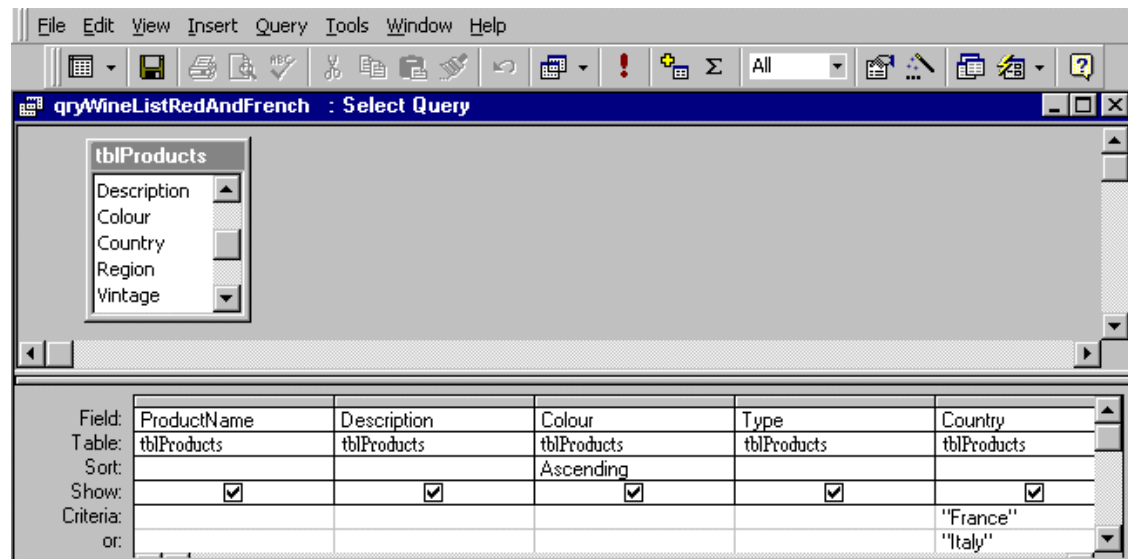 File Edit View Insert Query Tools Window Help
ABC All
qryWineListRedAndFrench : Select Query
tblProducts
Description
Colour
Country
Region
Vintage
Field: ProductName Description Colour Type Country
Table: tblProducts tblProducts tblProducts tblProducts tblProducts
Sort: Ascending
Show:
Criteria: "France"
or: "Italy"